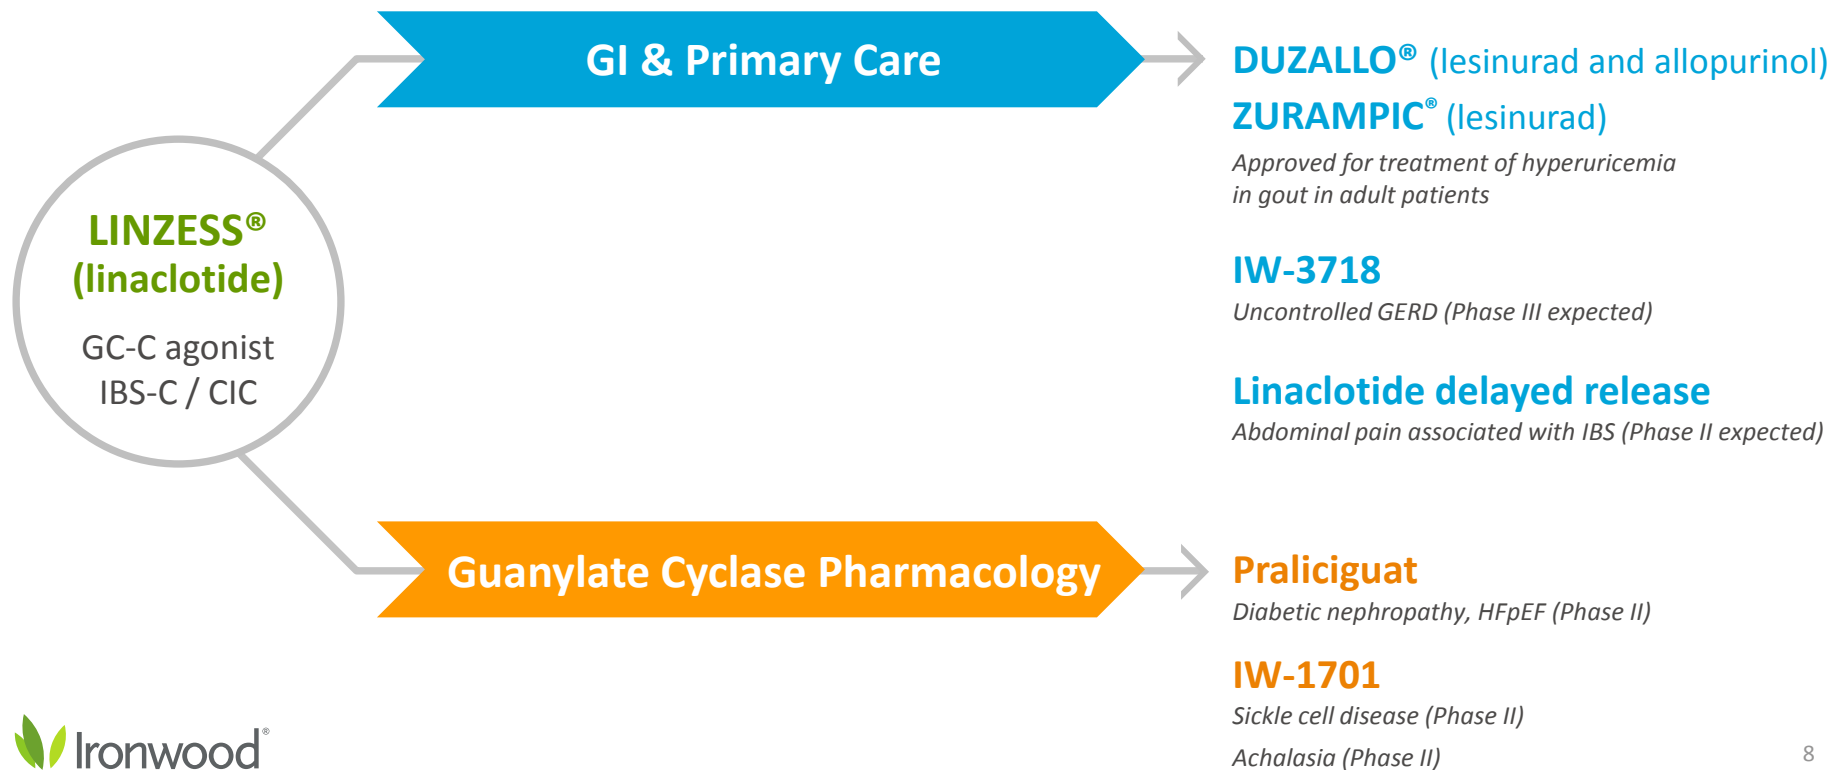 LINZESS®
(linaclotide)
GC-C agonist
IBS-C / CIC
GI & Primary Care
DUZALLO® (lesinurad and allopurinol)
ZURAMPIC® (lesinurad)
Approved for treatment of hyperuricemia
in gout in adult patients
IW-3718
Uncontrolled GERD (Phase III expected)
Linaclotide delayed release
Abdominal pain associated with IBS (Phase II expected)
Guanylate Cyclase Pharmacology
Praliciguat
Diabetic nephropathy, HFpEF (Phase II)
IW-1701
Sickle cell disease (Phase II)
Achalasia (Phase II)
Ironwood®
8